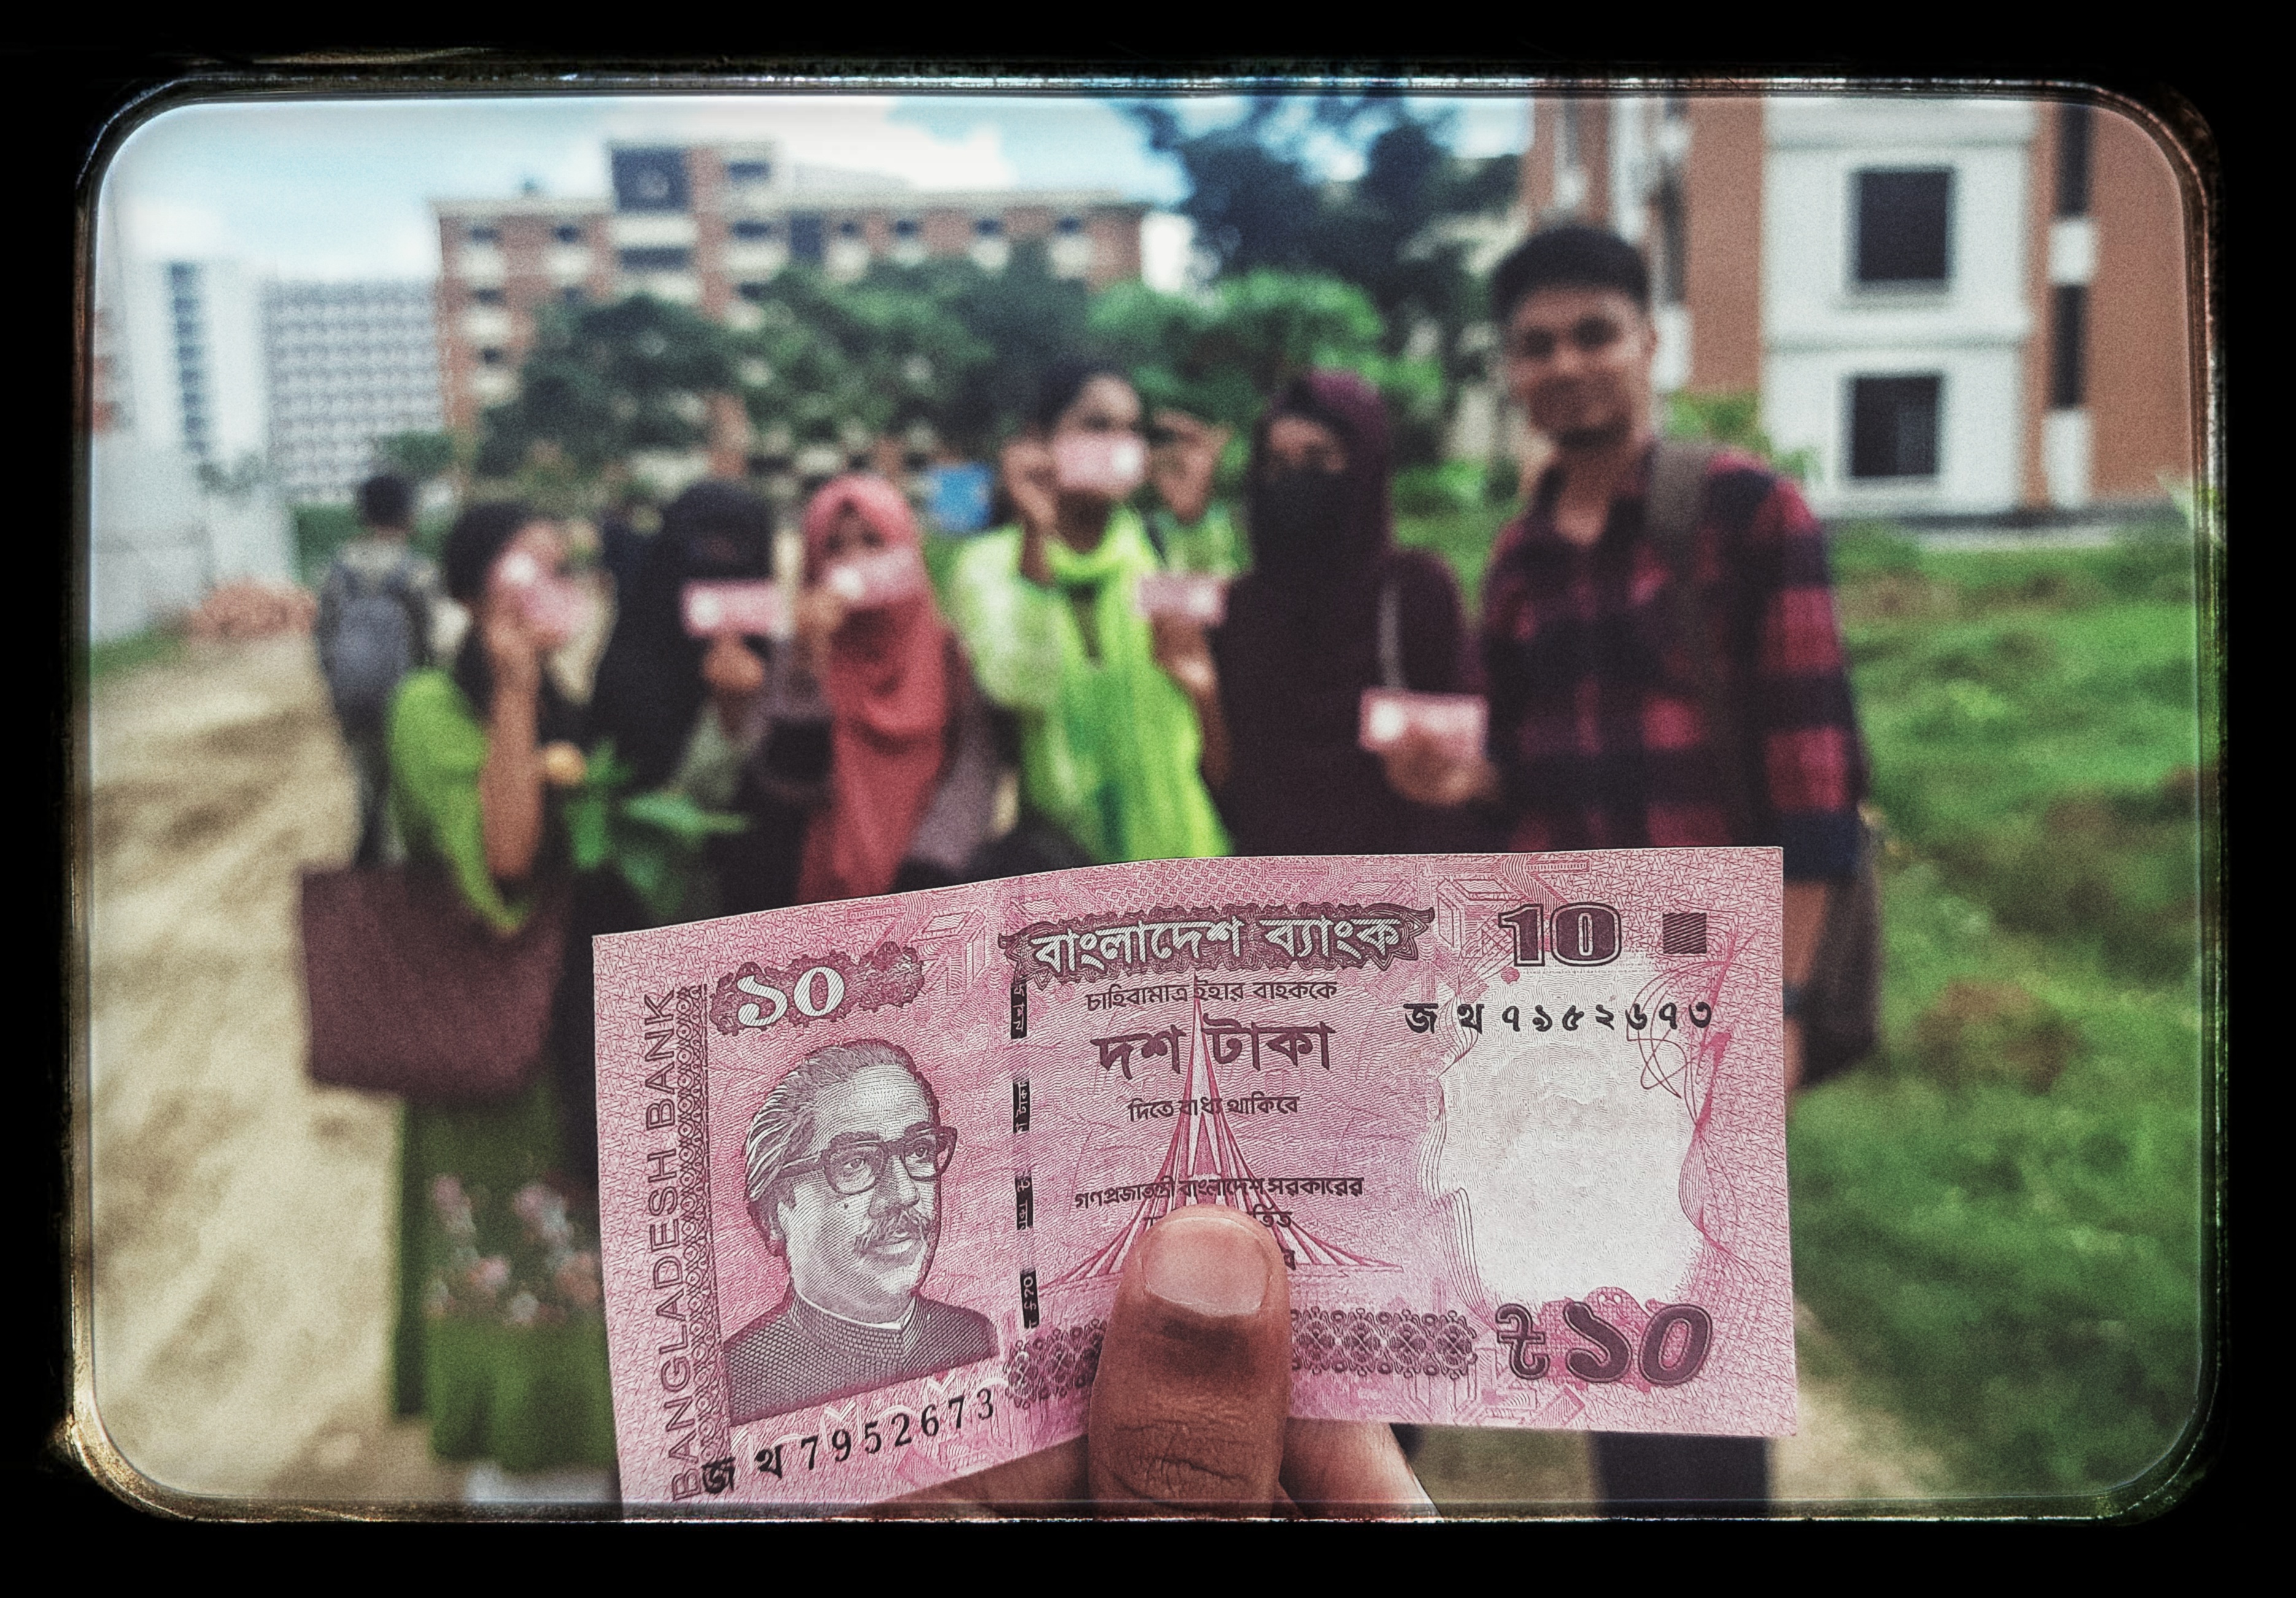 বাংলাদেশ ব্যাংক
10
১০
চাহিবামাত্র ইহার বাহককে
জ থ ৭৯৫২৬৭৩
দশ টাকা
দিতে বাধ্য থাকিবে
গণপ্রজাতন্ত্রী বাংলাদেশ সরকারের
BANGLADESH BANK
৳১০
জ থ 7952673